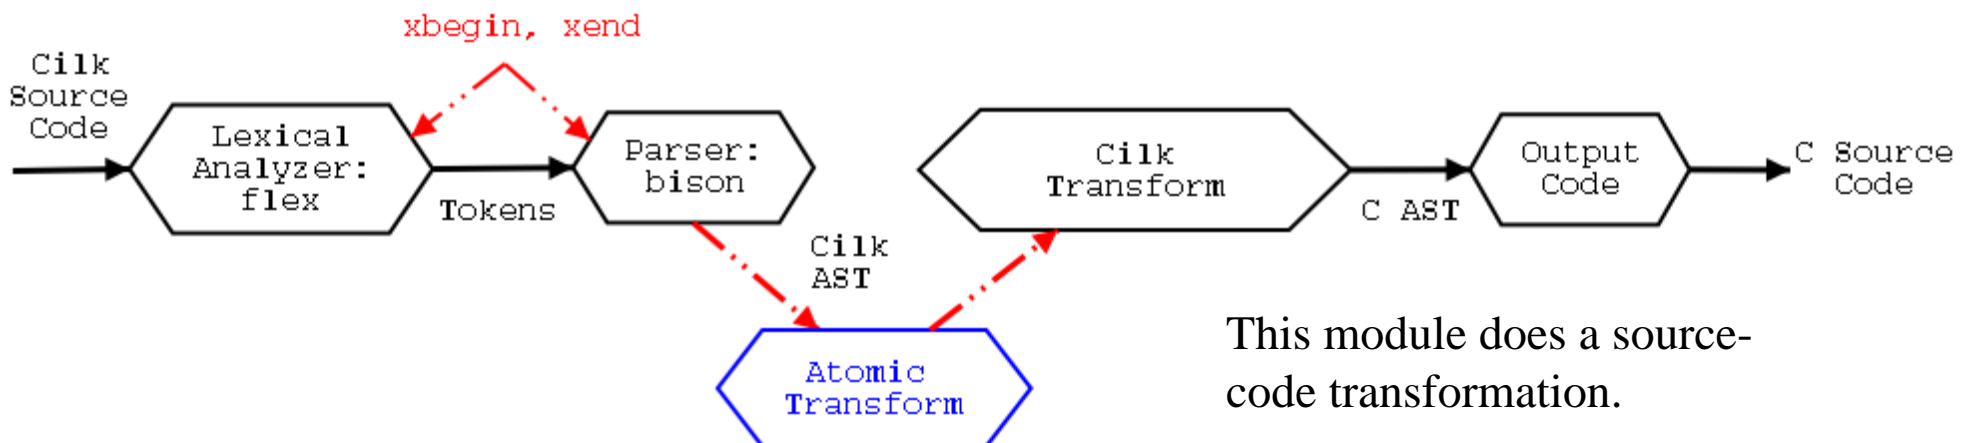 xbegin, xend
Cilk
Source
Code
Lexical
Analyzer:
flex
Tokens
Parser:
bison
Cilk
AST
Atomic
Transform
Cilk
Transform
C AST
Output
Code
C Source
Code
This module does a source-
code transformation.